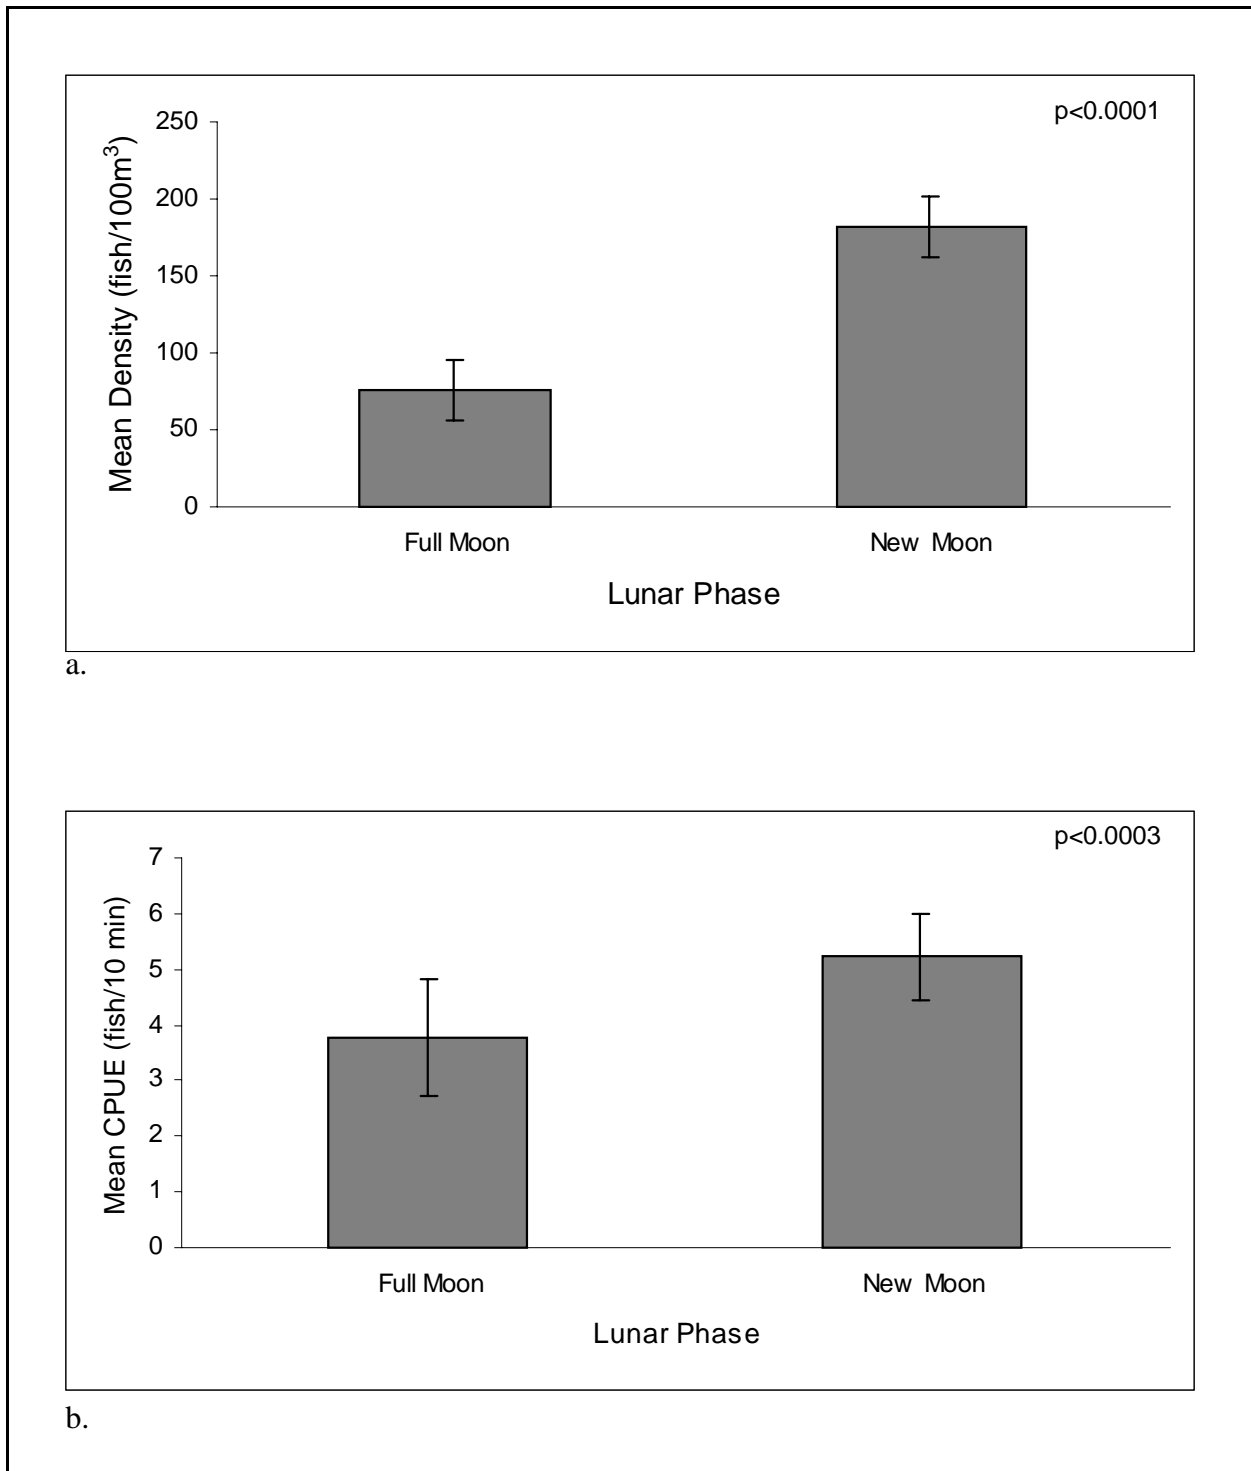 p<0.0001
Mean Density (fish/100m³)
250
200
150
100
50
0
Full Moon New Moon
Lunar Phase
a.
p<0.0003
Mean CPUE (fish/10 min)
7
6
5
4
3
2
1
0
Full Moon New Moon
Lunar Phase
b.